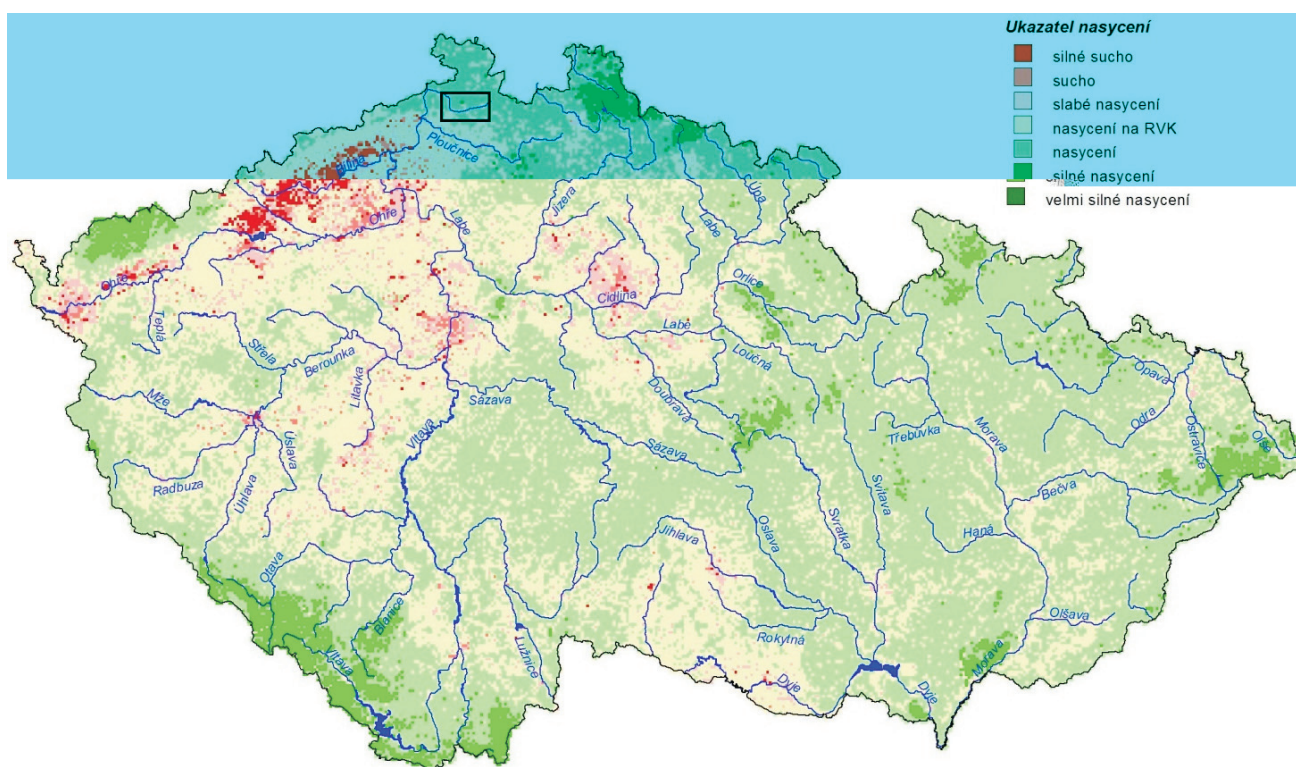 Ukazatel nasycení
silné sucho
sucho
slabé nasycení
nasycení na RVK
nasycení
silné nasycení
velmi silné nasycení
Ploučnice
Bílina
Jizera
Úpa
Ohře
Labe
Labe
Ohře
Orlice
Cidlina
Teplá
Labe
Střela
Berounka
Loučná
Litavka
Opava
Mže
Sázava
Doubrava
Vltava
Odra
Úslava
Třebůvka
Morava
Ostravice
Olše
Sázava
Radbuza
Úhlava
Svitava
Bečva
Oslava
Svratka
Jihlava
Haná
Otava
Blanice
Olšava
Rokytná
Lužnice
Vltava
Morava
Dyje
Dyje